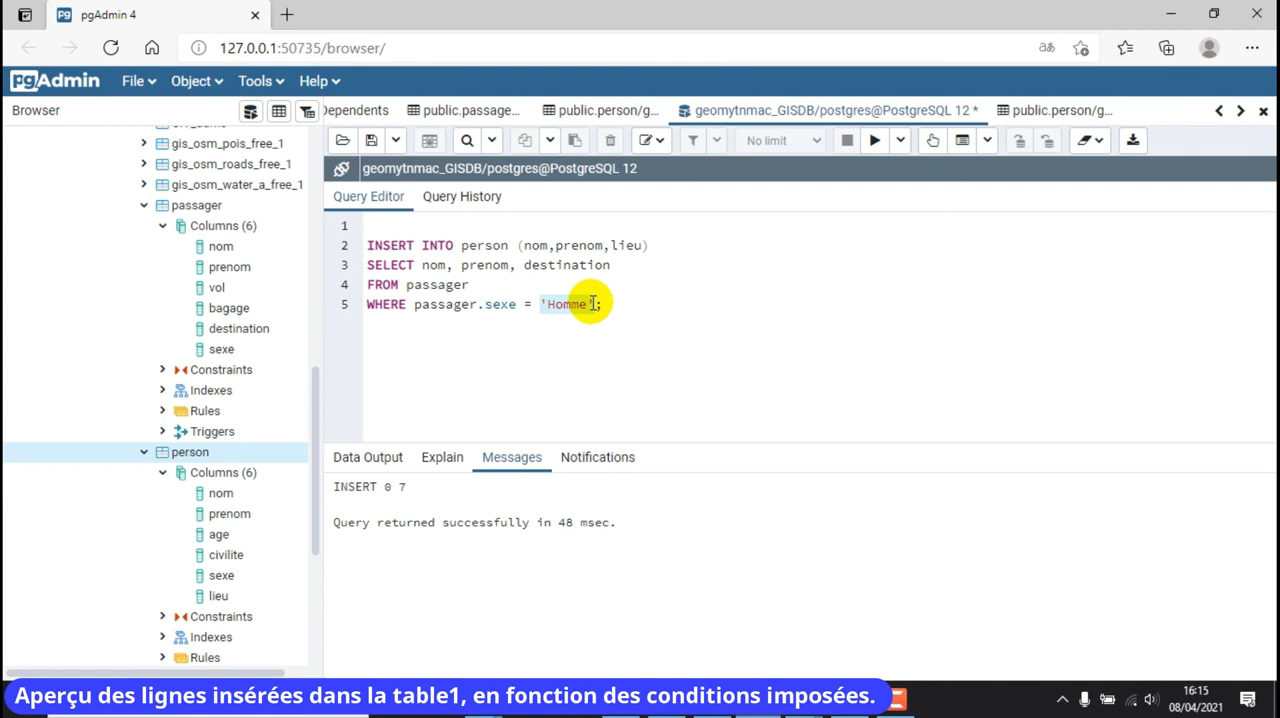 pgAdmin 4
127.0.0.1:50735/browser/
pgAdmin File Object Tools Help
Browser
Dependents public.passage... public.person/g... geomytnmac_GISDB/postgres@PostgreSQL 12 * public.person/g...
No limit
geomytnmac_GISDB/postgres@PostgreSQL 12
Query Editor Query History
gis_osm_pois_free_1
gis_osm_roads_free_1
gis_osm_water_a_free_1
passager
Columns (6)
nom
prenom
vol
bagage
destination
sexe
Constraints
Indexes
Rules
Triggers
person
Columns (6)
nom
prenom
age
civilite
sexe
lieu
Constraints
Indexes
Rules
1
2 INSERT INTO person (nom,prenom,lieu)
3 SELECT nom, prenom, destination
4 FROM passager
5 WHERE passager.sexe = 'Homme';
Data Output Explain Messages Notifications
INSERT 0 7
Query returned successfully in 48 msec.
Aperçu des lignes insérées dans la table1, en fonction des conditions imposées.
16:15
08/04/2021